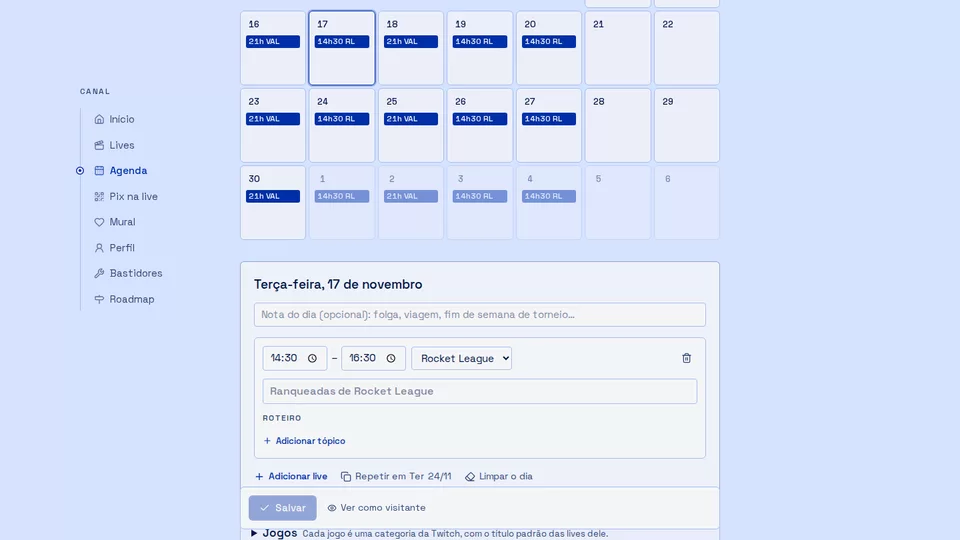 CANAL
Início
Lives
Agenda
Pix na live
Mural
Perfil
Bastidores
Roadmap
16 17 18 19 20 21 22
21h VAL 14h30 RL 21h VAL 14h30 RL 14h30 RL
23 24 25 26 27 28 29
21h VAL 14h30 RL 21h VAL 14h30 RL 14h30 RL
30 1 2 3 4 5 6
21h VAL 14h30 RL 21h VAL 14h30 RL 14h30 RL
Terça-feira, 17 de novembro
Nota do dia (opcional): folga, viagem, fim de semana de torneio...
14:30 – 16:30 Rocket League
Ranqueadas de Rocket League
ROTEIRO
+ Adicionar tópico
+ Adicionar live Repetir em Ter 24/11 Limpar o dia
Salvar Ver como visitante
Jogos Cada jogo é uma categoria da Twitch, com o título padrão das lives dele.